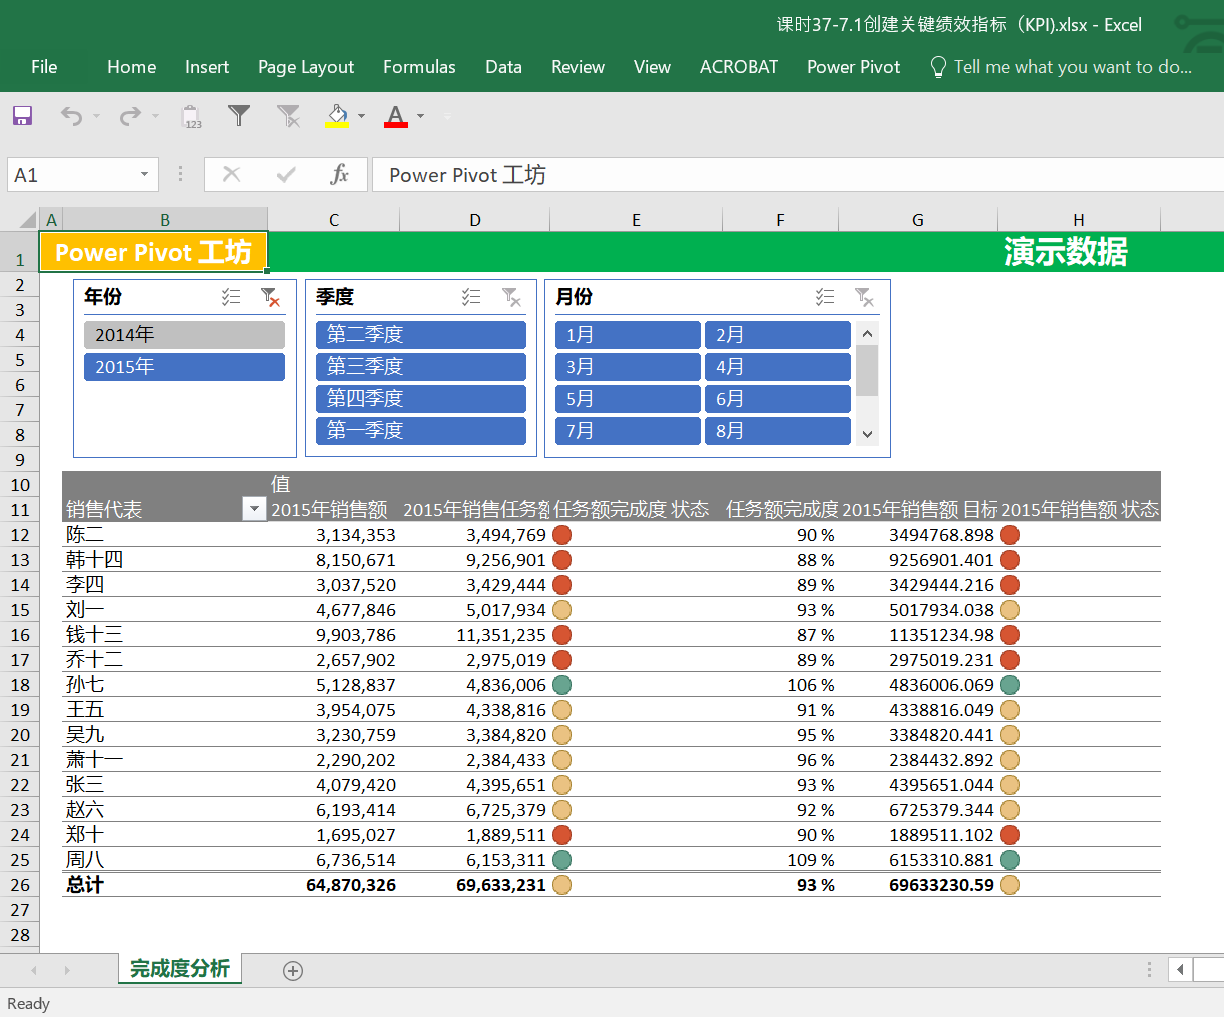 课时37-7.1创建关键绩效指标（KPI).xlsx - Excel
File Home Insert Page Layout Formulas Data Review View ACROBAT Power Pivot Tell me what you want to do...
123 A
A1 fx Power Pivot 工坊
A B C D E F G H
1 Power Pivot 工坊 演示数据
2 年份 季度 月份
3
4 2014年 第二季度 1月 2月
5 2015年 第三季度 3月 4月
6 第四季度 5月 6月
7
8 第一季度 7月 8月
9
10 值
11 销售代表 2015年销售额 2015年销售任务额 任务额完成度 状态 任务额完成度 2015年销售额 目标 2015年销售额 状态
12 陈二 3,134,353 3,494,769 90 % 3494768.898
13 韩十四 8,150,671 9,256,901 88 % 9256901.401
14 李四 3,037,520 3,429,444 89 % 3429444.216
15 刘一 4,677,846 5,017,934 93 % 5017934.038
16 钱十三 9,903,786 11,351,235 87 % 11351234.98
17 乔十二 2,657,902 2,975,019 89 % 2975019.231
18 孙七 5,128,837 4,836,006 106 % 4836006.069
19 王五 3,954,075 4,338,816 91 % 4338816.049
20 吴九 3,230,759 3,384,820 95 % 3384820.441
21 萧十一 2,290,202 2,384,433 96 % 2384432.892
22 张三 4,079,420 4,395,651 93 % 4395651.044
23 赵六 6,193,414 6,725,379 92 % 6725379.344
24 郑十 1,695,027 1,889,511 90 % 1889511.102
25 周八 6,736,514 6,153,311 109 % 6153310.881
26 总计 64,870,326 69,633,231 93 % 69633230.59
27
28
完成度分析
Ready